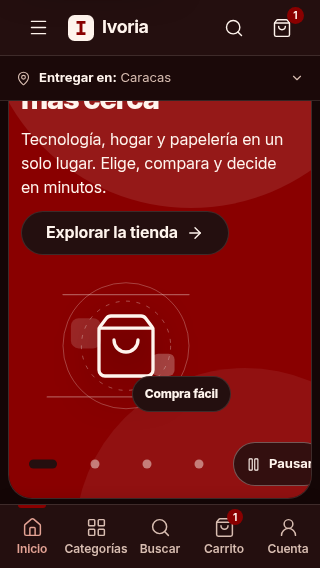 I Ivoria
1
Entregar en: Caracas
más cerca
Tecnología, hogar y papelería en un
solo lugar. Elige, compara y decide
en minutos.
Explorar la tienda
Compra fácil
Pausar
1
Inicio Categorías Buscar Carrito Cuenta